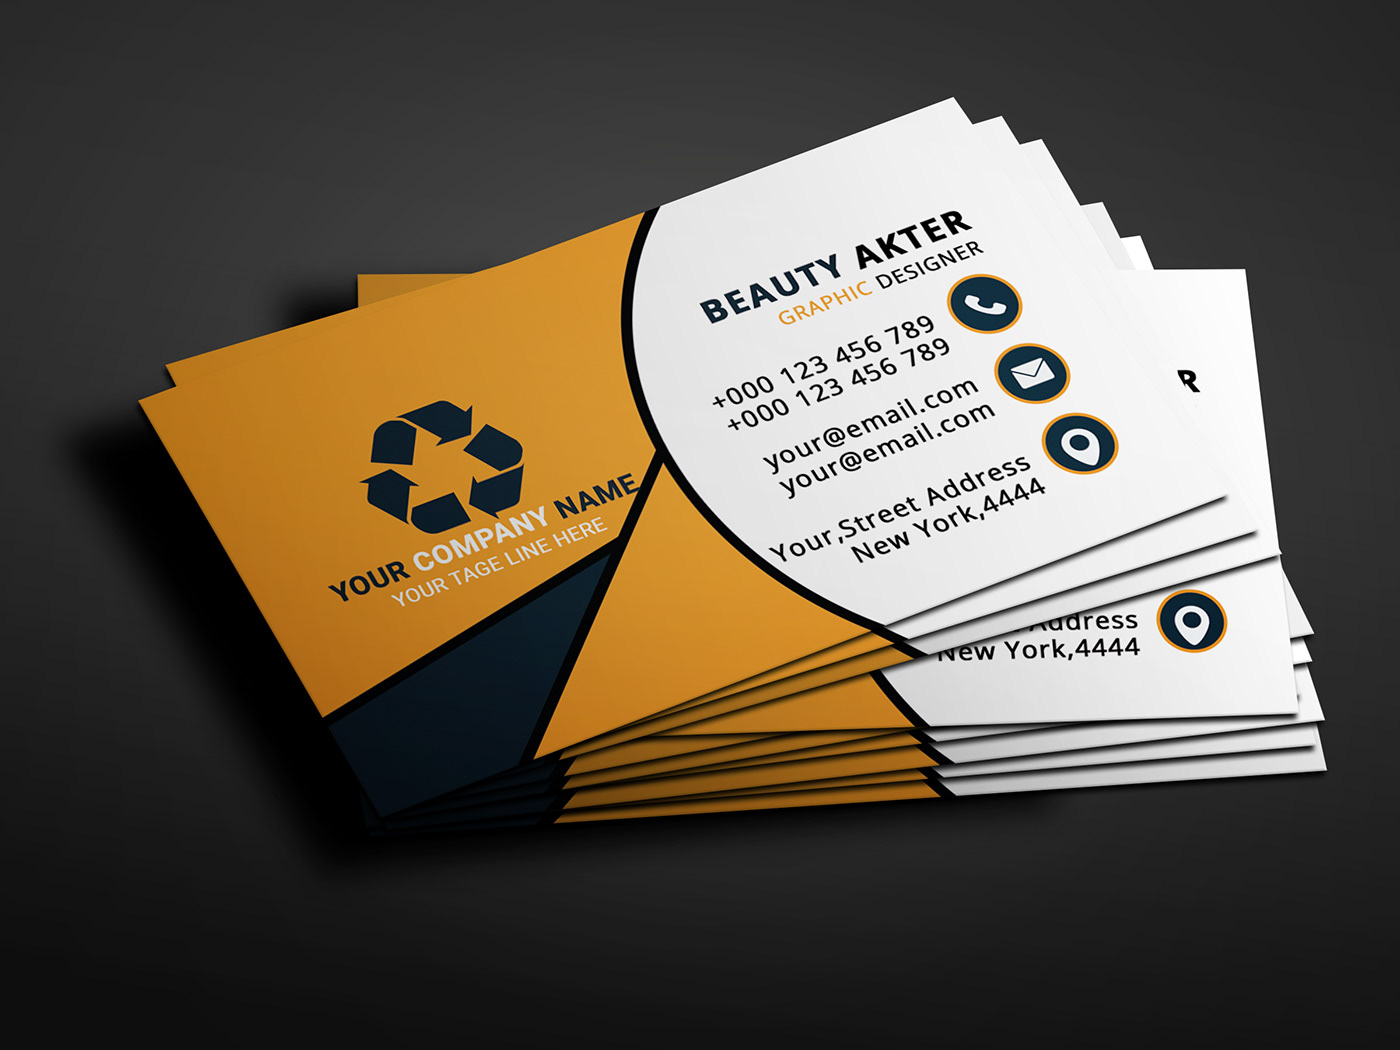 BEAUTY AKTER
GRAPHIC DESIGNER
+000 123 456 789
+000 123 456 789
your@email.com
your@email.com
Your,Street Address
New York,4444
YOUR COMPANY NAME
YOUR TAGE LINE HERE
R
Address
New York,4444